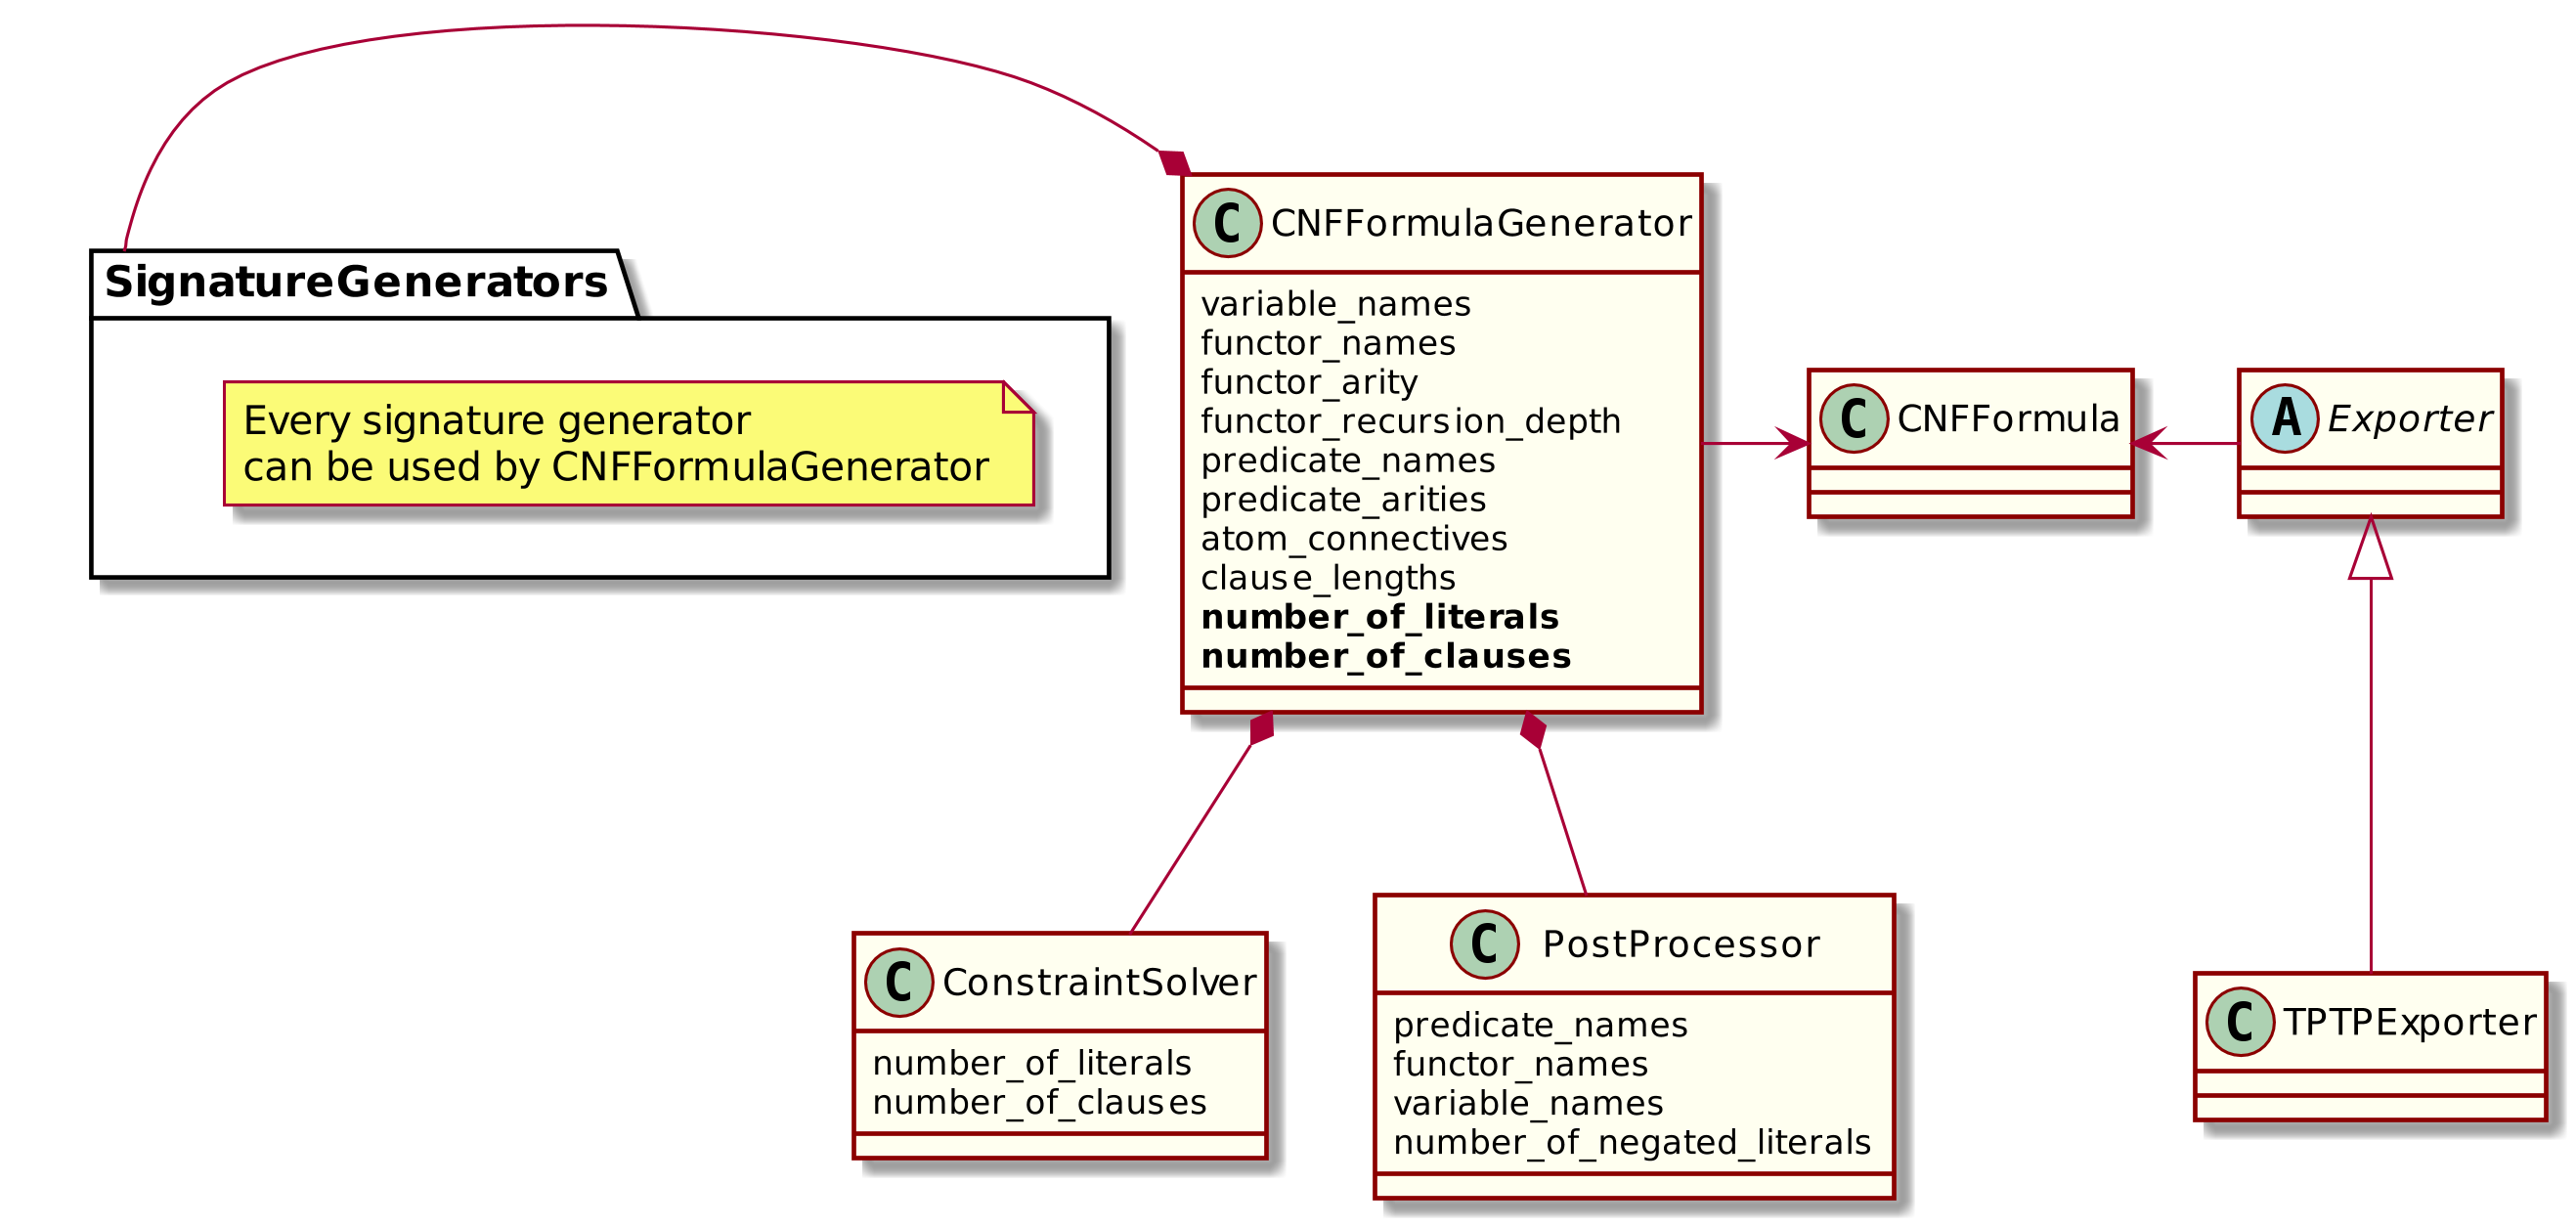 SignatureGenerators
Every signature generator
can be used by CNFFormulaGenerator
C CNFFormulaGenerator
variable_names
functor_names
functor_arity
functor_recursion_depth
predicate_names
predicate_arities
atom_connectives
clause_lengths
number_of_literals
number_of_clauses
C CNFFormula
A Exporter
C ConstraintSolver
number_of_literals
number_of_clauses
C PostProcessor
predicate_names
functor_names
variable_names
number_of_negated_literals
C TPTPExporter